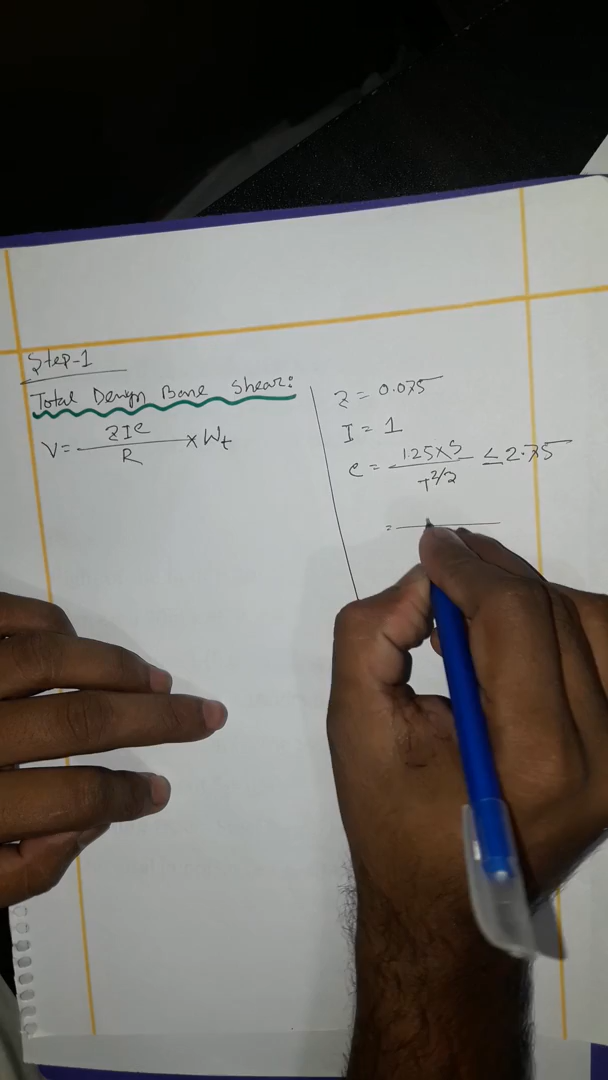 Step-1
Total Design Base Shear:
V = ZIC / R × Wt
Z = 0.075
I = 1
C = 1.25×S / T^2/3 ≤ 2.75
=